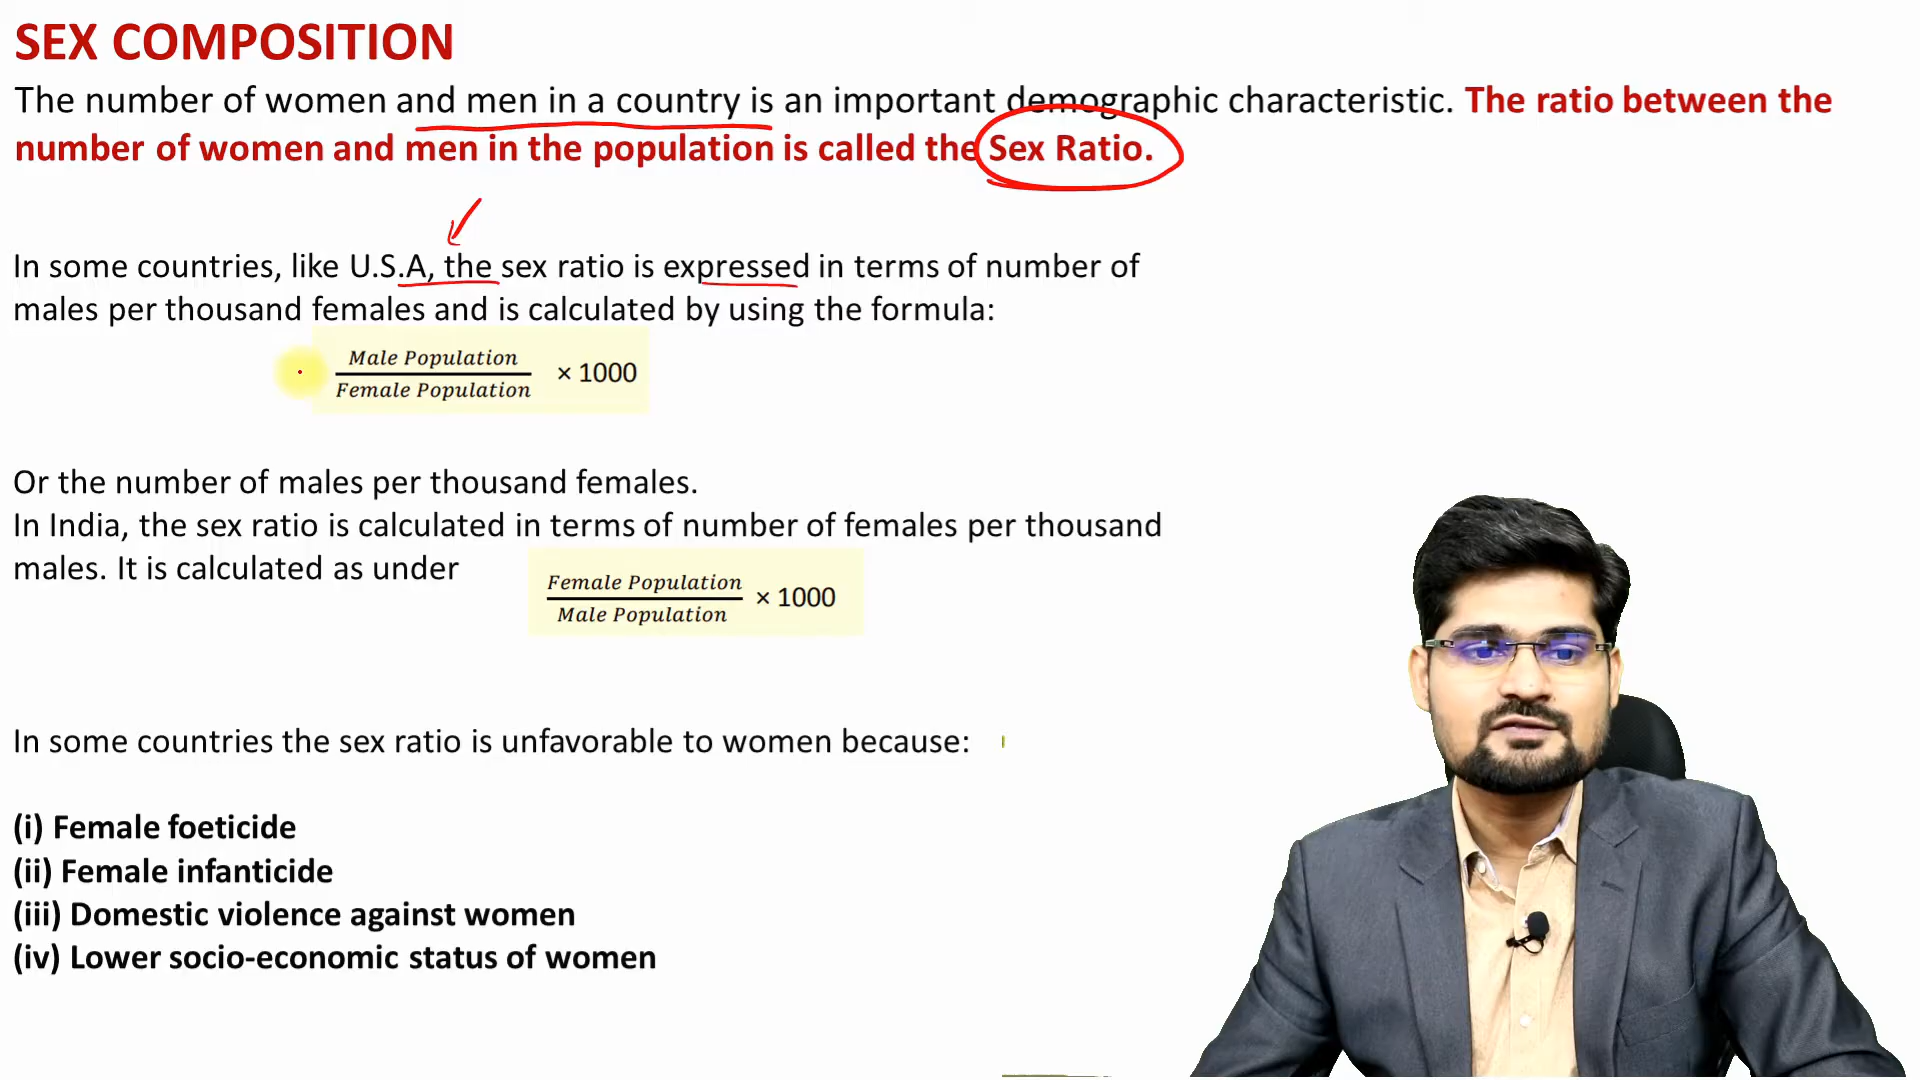 SEX COMPOSITION
The number of women and men in a country is an important demographic characteristic. The ratio between the
number of women and men in the population is called the Sex Ratio.
In some countries, like U.S.A, the sex ratio is expressed in terms of number of
males per thousand females and is calculated by using the formula:
Male Population
Female Population × 1000
Or the number of males per thousand females.
In India, the sex ratio is calculated in terms of number of females per thousand
males. It is calculated as under
Female Population
Male Population × 1000
In some countries the sex ratio is unfavorable to women because:
(i) Female foeticide
(ii) Female infanticide
(iii) Domestic violence against women
(iv) Lower socio-economic status of women